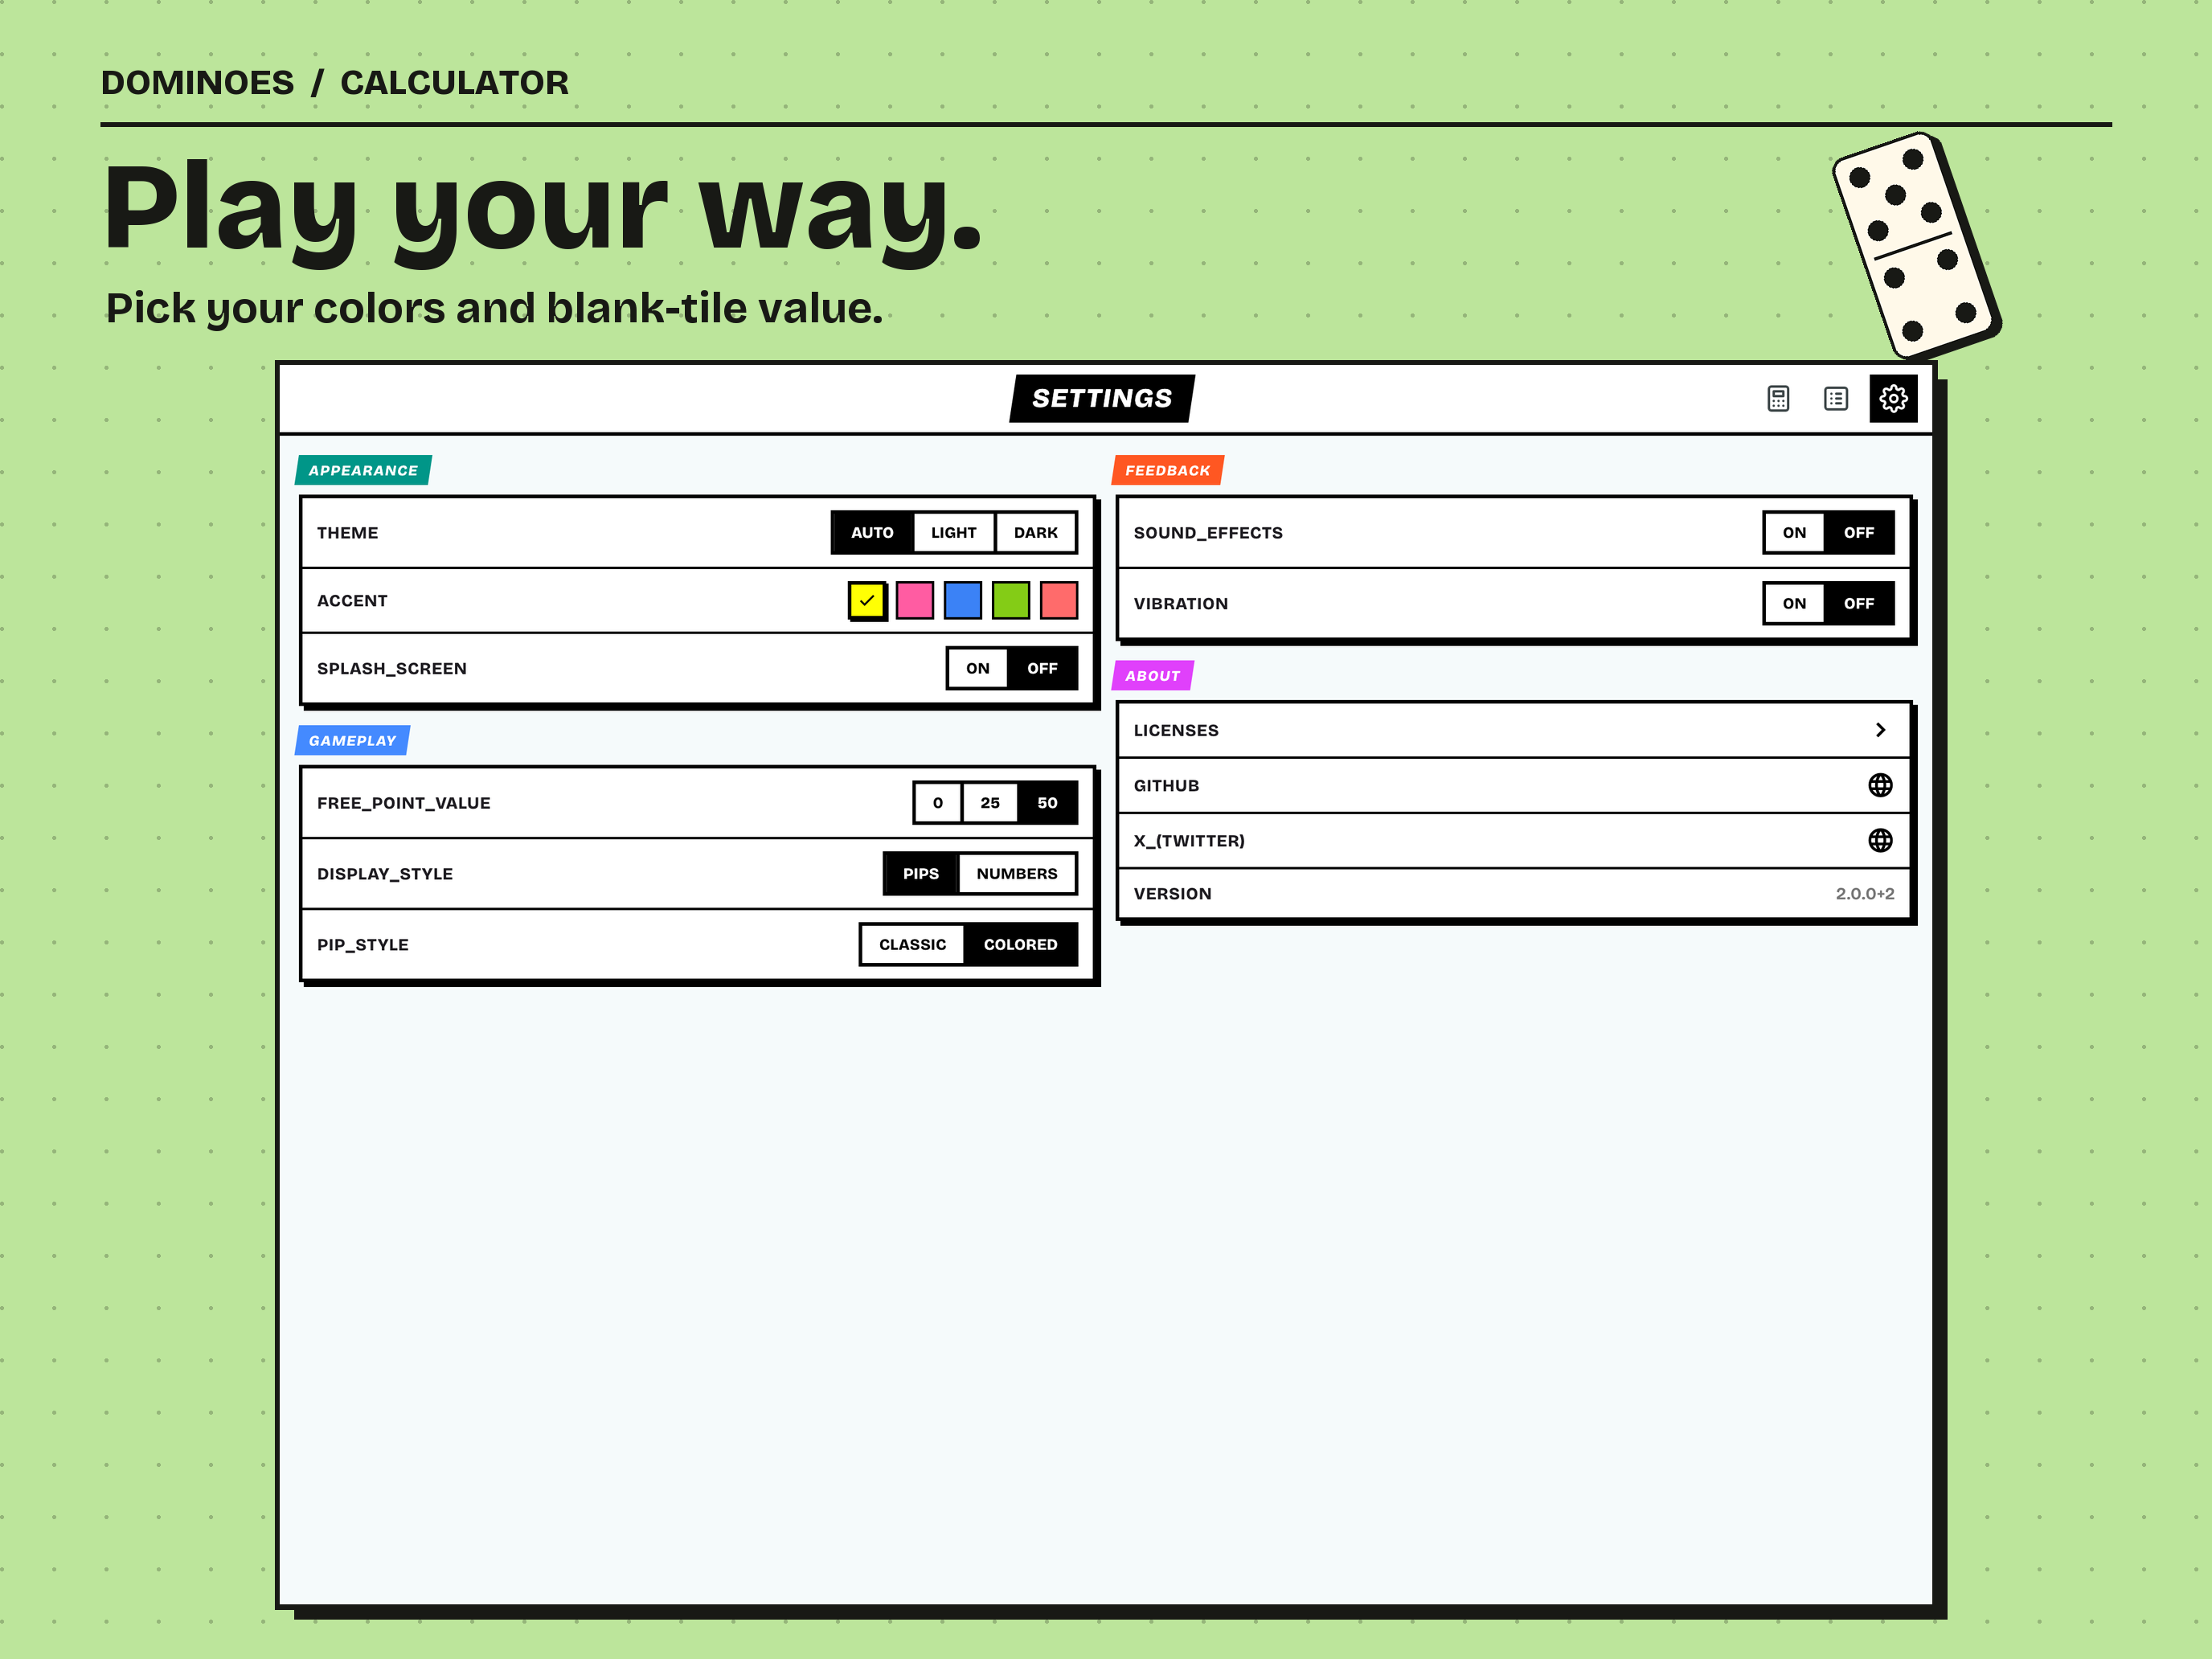 DOMINOES / CALCULATOR
Play your way.
Pick your colors and blank-tile value.
SETTINGS
APPEARANCE
THEME AUTO LIGHT DARK
ACCENT
SPLASH_SCREEN ON OFF
GAMEPLAY
FREE_POINT_VALUE 0 25 50
DISPLAY_STYLE PIPS NUMBERS
PIP_STYLE CLASSIC COLORED
FEEDBACK
SOUND_EFFECTS ON OFF
VIBRATION ON OFF
ABOUT
LICENSES
GITHUB
X_(TWITTER)
VERSION 2.0.0+2